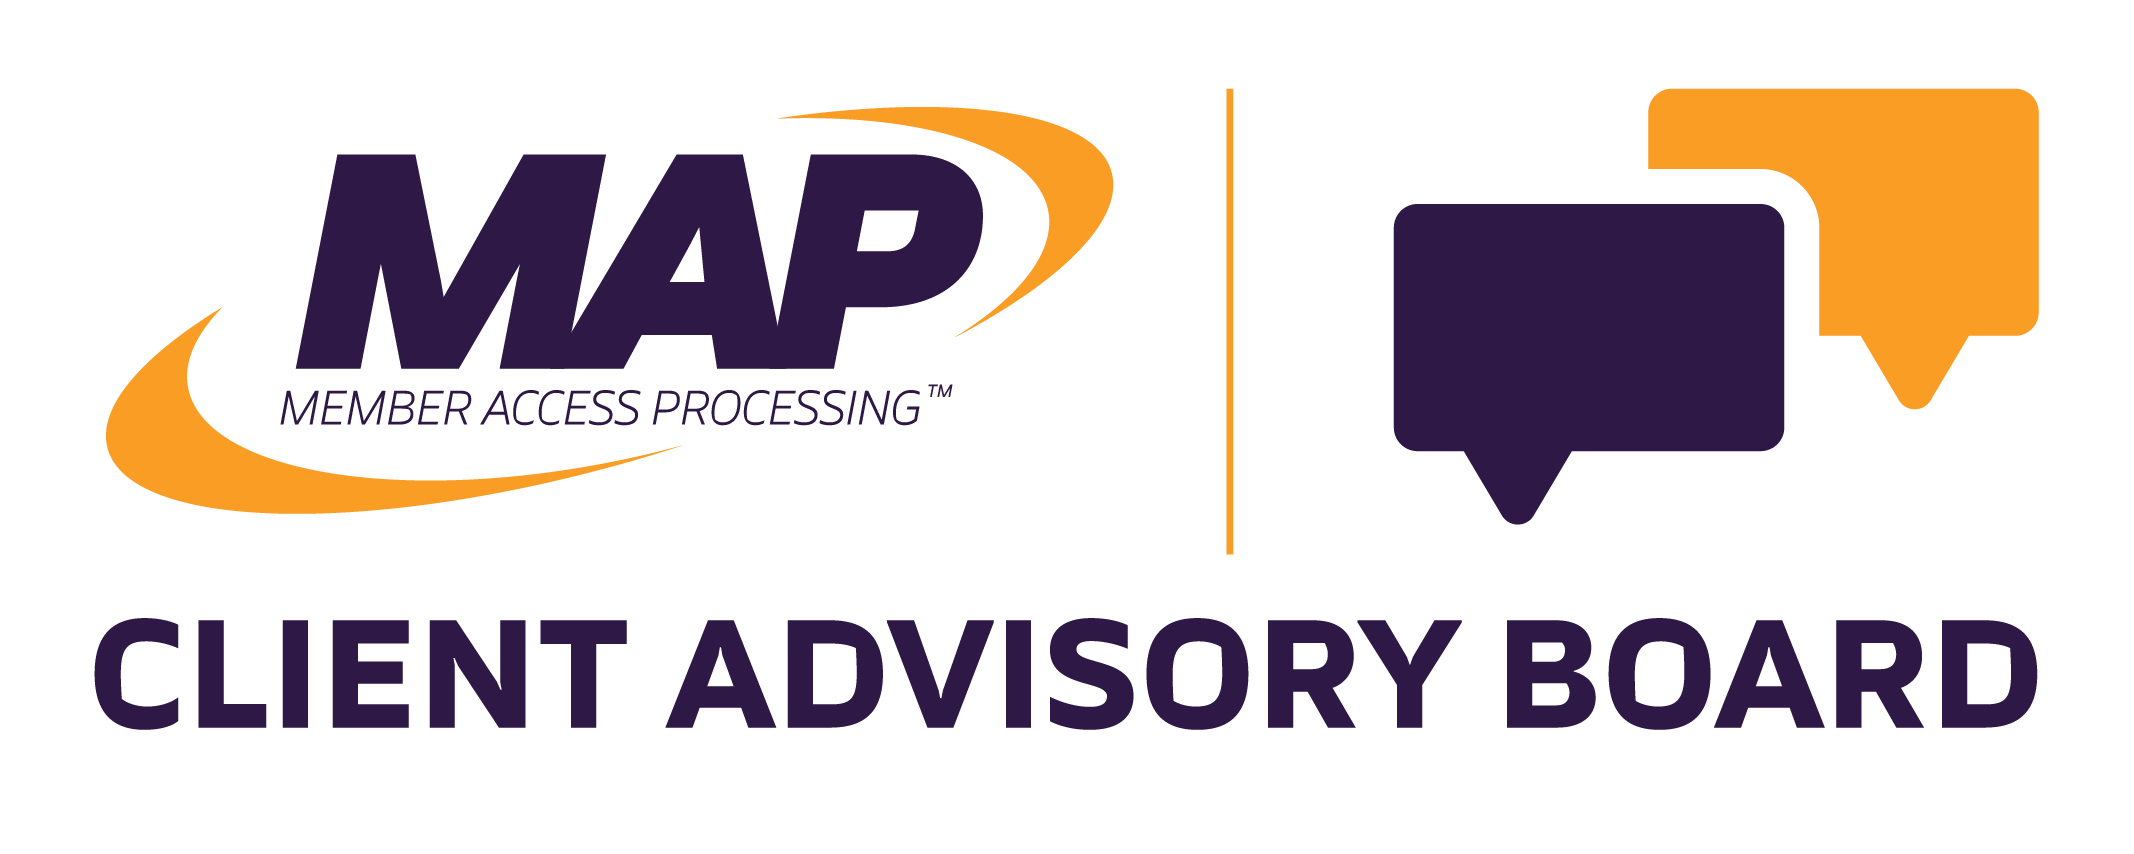 MAP
MEMBER ACCESS PROCESSING™
CLIENT ADVISORY BOARD